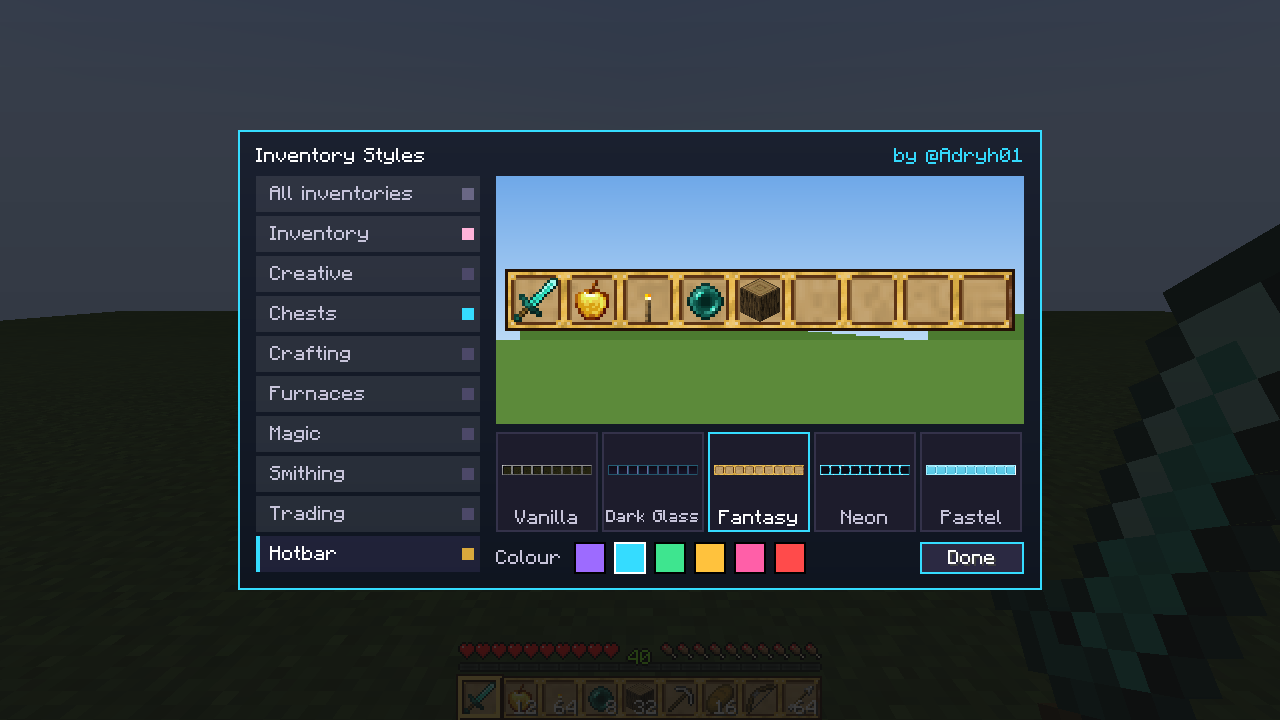 Inventory Styles
by @Adryh01
All inventories
Inventory
Creative
Chests
Crafting
Furnaces
Magic
Smithing
Trading
Hotbar
Vanilla
Dark Glass
Fantasy
Neon
Pastel
Colour
Done
40
12 64 8 32 16 64